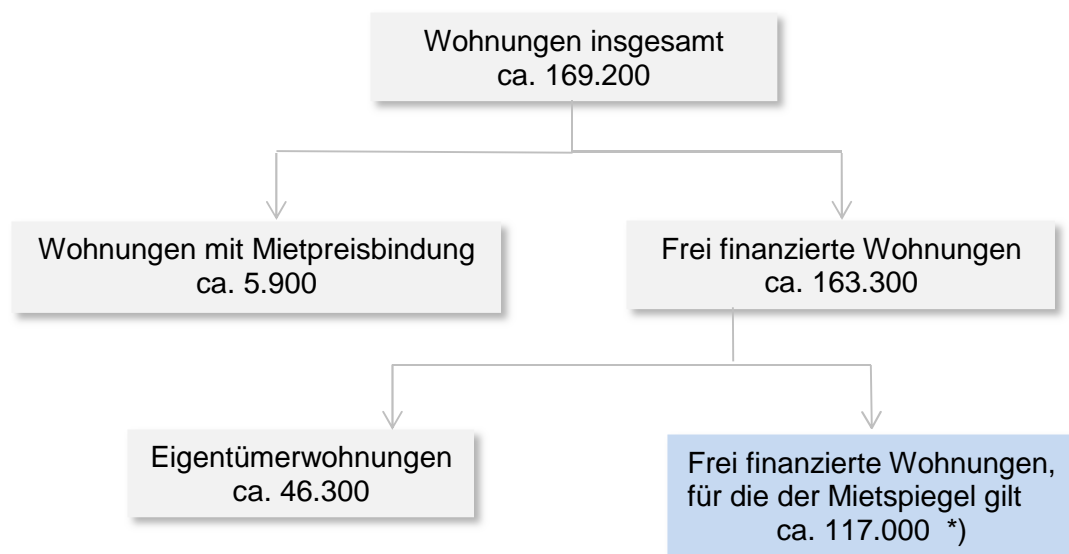 Wohnungen insgesamt
ca. 169.200
Wohnungen mit Mietpreisbindung
ca. 5.900
Frei finanzierte Wohnungen
ca. 163.300
Eigentümerwohnungen
ca. 46.300
Frei finanzierte Wohnungen,
für die der Mietspiegel gilt
ca. 117.000 *)